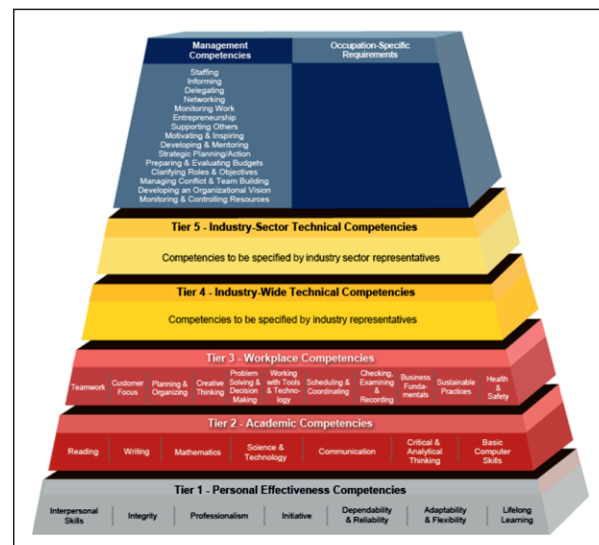 Management
Competencies
Occupation-Specific
Requirements
Staffing
Informing
Delegating
Networking
Monitoring Work
Entrepreneurship
Supporting Others
Motivating & Inspiring
Developing & Mentoring
Strategic Planning/Action
Preparing & Evaluating Budgets
Clarifying Roles & Objectives
Managing Conflict & Team Building
Developing an Organizational Vision
Monitoring & Controlling Resources
Tier 5 - Industry-Sector Technical Competencies
Competencies to be specified by industry sector representatives
Tier 4 - Industry-Wide Technical Competencies
Competencies to be specified by industry representatives
Tier 3 - Workplace Competencies
Teamwork
Customer
Focus
Planning &
Organizing
Creative
Thinking
Problem
Solving &
Decision
Making
Working
with Tools
& Techno-
logy
Scheduling &
Coordinating
Checking,
Examining
&
Recording
Business
Funda-
mentals
Sustainable
Practices
Health
& Safety
Tier 2 - Academic Competencies
Reading
Writing
Mathematics
Science &
Technology
Communication
Critical &
Analytical
Thinking
Basic
Computer
Skills
Tier 1 - Personal Effectiveness Competencies
Interpersonal
Skills
Integrity
Professionalism
Initiative
Dependability
& Reliability
Adaptability
& Flexibility
Lifelong
Learning